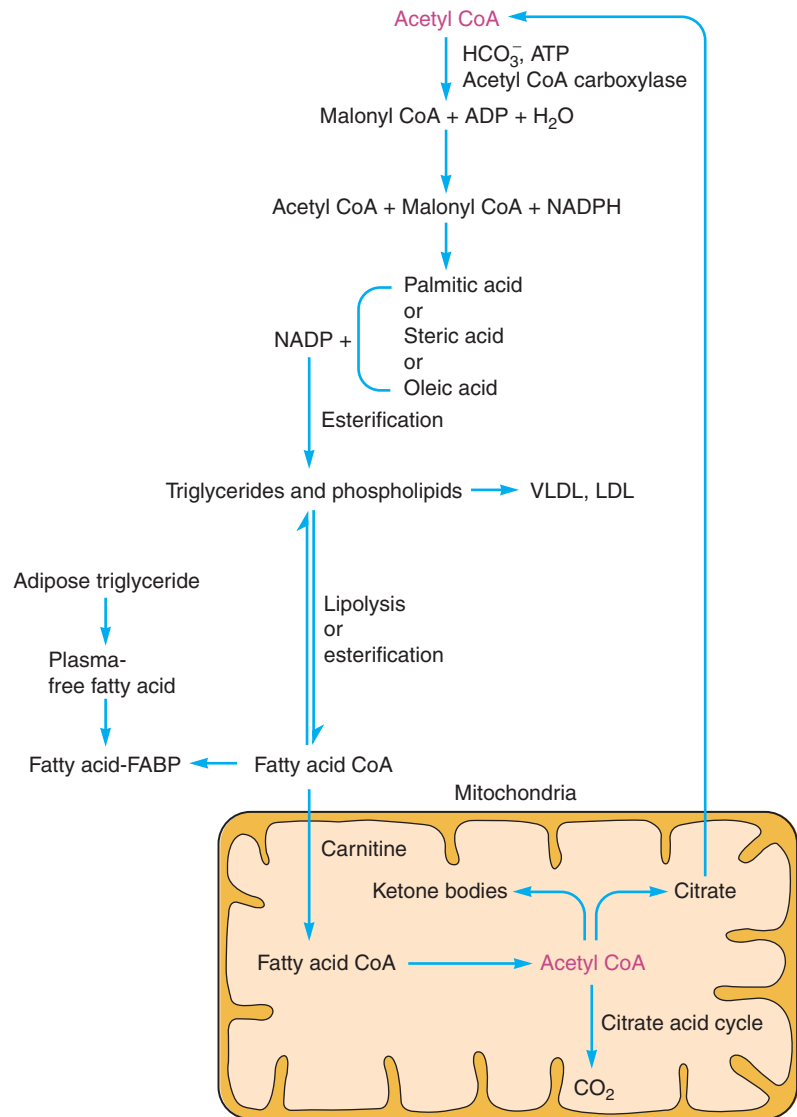 Acetyl CoA
HCO₃⁻, ATP
Acetyl CoA carboxylase
Malonyl CoA + ADP + H₂O
Acetyl CoA + Malonyl CoA + NADPH
Palmitic acid
or
Steric acid
or
Oleic acid
NADP +
Esterification
Triglycerides and phospholipids
VLDL, LDL
Lipolysis
or
esterification
Adipose triglyceride
Plasma-
free fatty acid
Fatty acid-FABP
Fatty acid CoA
Mitochondria
Carnitine
Ketone bodies
Citrate
Fatty acid CoA
Acetyl CoA
Citrate acid cycle
CO₂